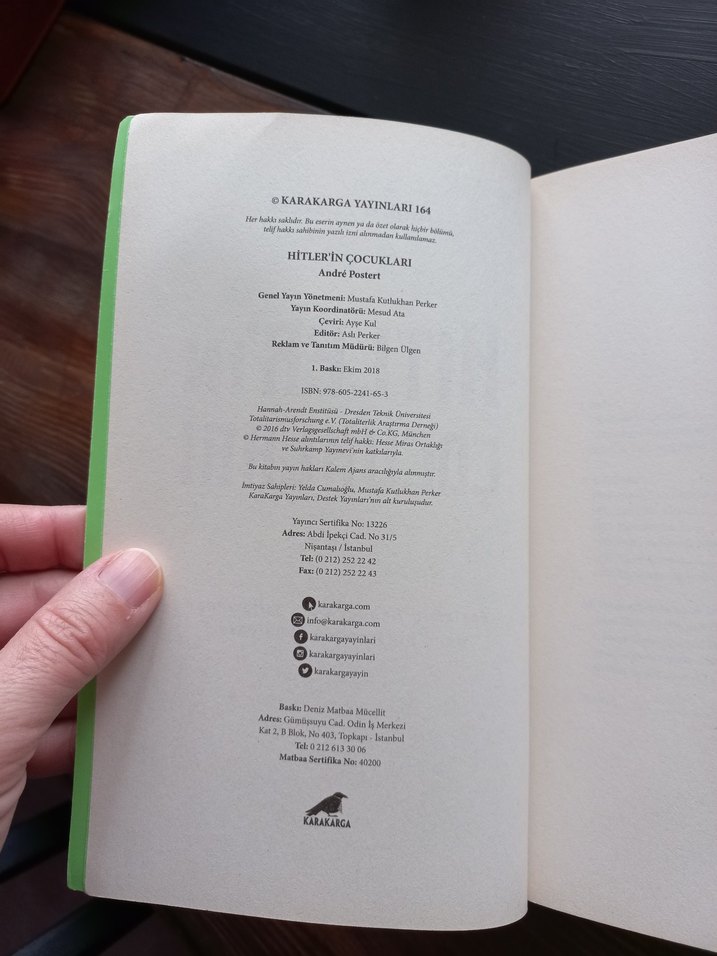 © KARAKARGA YAYINLARI 164
Her hakkı saklıdır. Bu eserin aynen ya da özet olarak hiçbir bölümü,
telif hakkı sahibinin yazılı izni alınmadan kullanılamaz.
HİTLER'İN ÇOCUKLARI
André Postert
Genel Yayın Yönetmeni: Mustafa Kutlukhan Perker
Yayın Koordinatörü: Mesud Ata
Çeviri: Ayşe Kul
Editör: Aslı Perker
Reklam ve Tanıtım Müdürü: Bilgen Ülgen
1. Baskı: Ekim 2018
ISBN: 978-605-2241-65-3
Hannah-Arendt Enstitüsü - Dresden Teknik Üniversitesi
Totalitarismusforschung e.V. (Totaliterlik Araştırma Derneği)
© 2016 dtv Verlagsgesellschaft mbH & Co.KG, München
© Hermann Hesse alıntılarının telif hakkı: Hesse Miras Ortaklığı
ve Suhrkamp Yayınevi'nin katkılarıyla.
Bu kitabın yayın hakları Kalem Ajans aracılığıyla alınmıştır.
İmtiyaz Sahipleri: Yelda Cumalıoğlu, Mustafa Kutlukhan Perker
KaraKarga Yayınları, Destek Yayınları'nın alt kuruluşudur.
Yayıncı Sertifika No: 13226
Adres: Abdi İpekçi Cad. No 31/5
Nişantaşı / İstanbul
Tel: (0 212) 252 22 42
Fax: (0 212) 252 22 43
karakarga.com
info@karakarga.com
karakargayayinlari
karakargayayinlari
karakargayayin
Baskı: Deniz Matbaa Mücellit
Adres: Gümüşsuyu Cad. Odin İş Merkezi
Kat 2, B Blok, No 403, Topkapı - İstanbul
Tel: 0 212 613 30 06
Matbaa Sertifika No: 40200
KARAKARGA